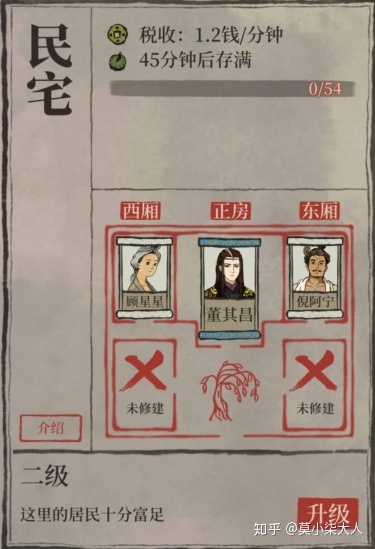 民宅
税收：1.2钱/分钟
45分钟后存满
0/54
西厢
正房
东厢
顾星星
董其昌
倪阿宁
未修建
未修建
介绍
二级
这里的居民十分富足
升级
知乎 @莫小柒大人